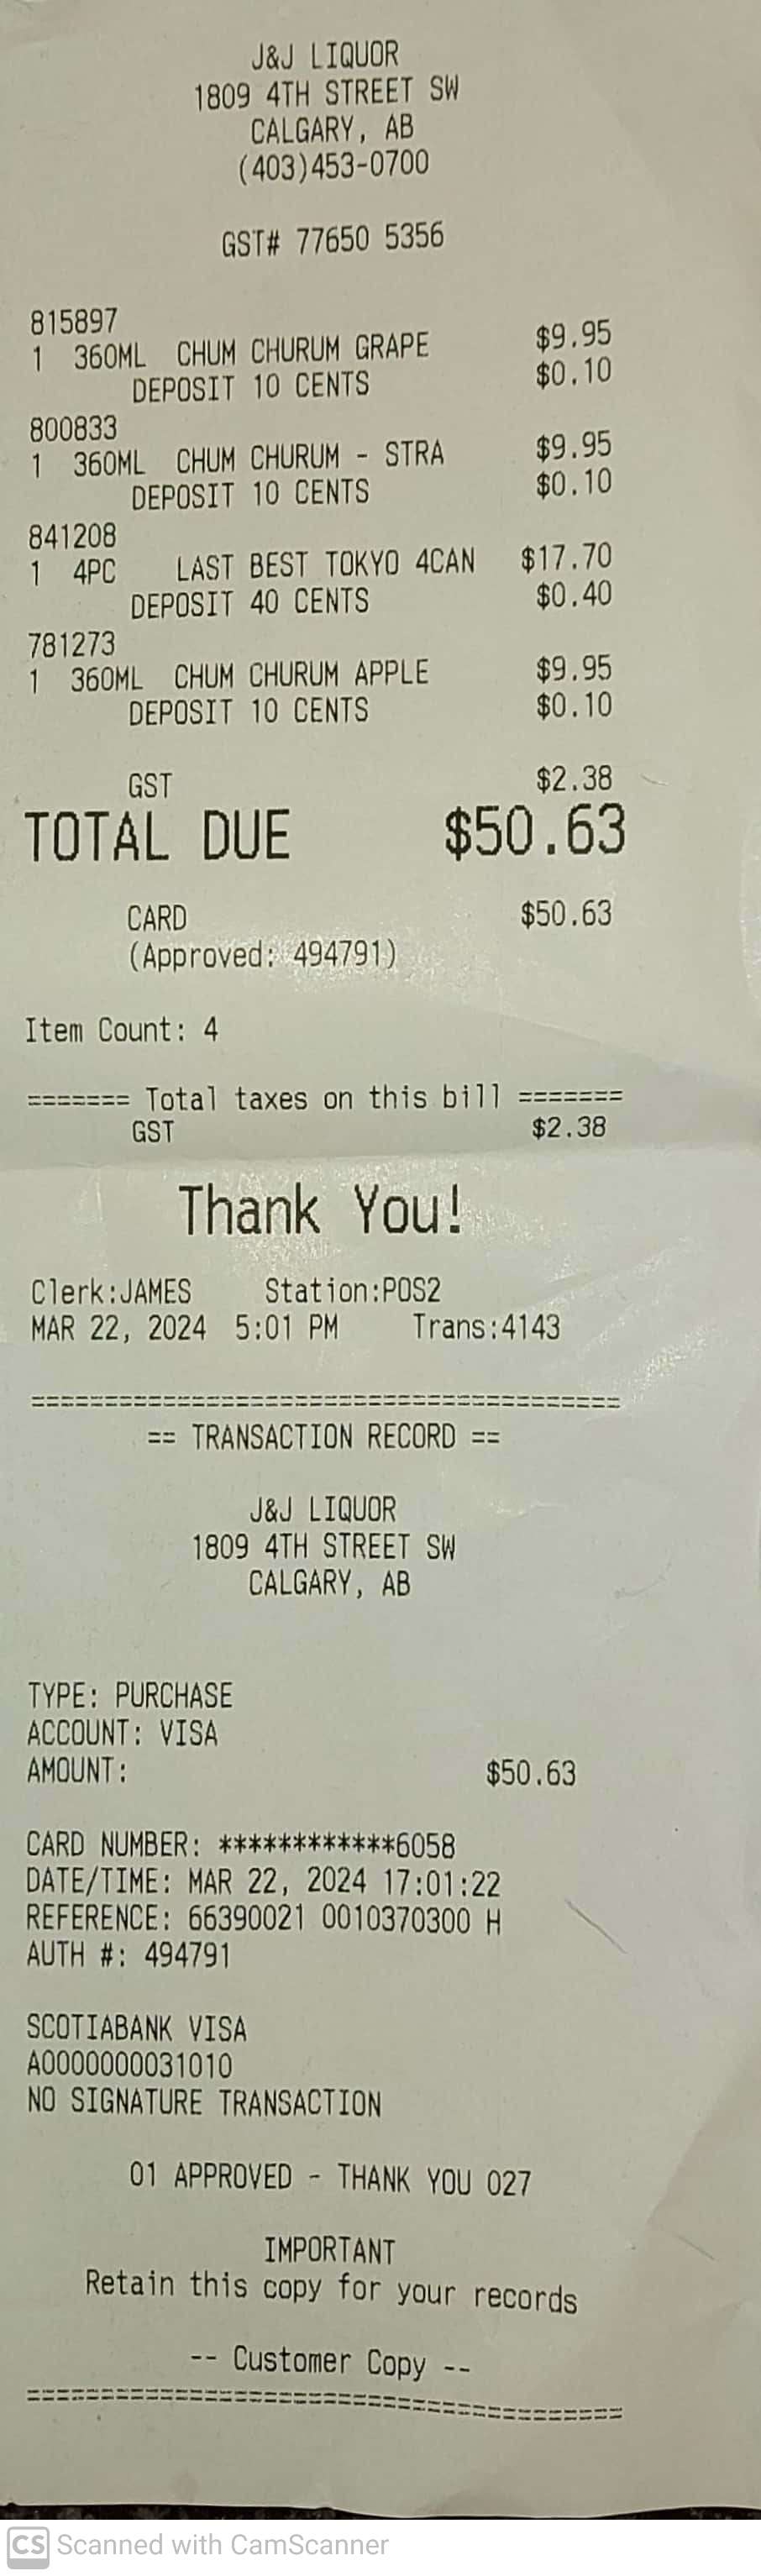 J&J LIQUOR
1809 4TH STREET SW
CALGARY, AB
(403)453-0700
GST# 77650 5356
815897
1 360ML CHUM CHURUM GRAPE $9.95
DEPOSIT 10 CENTS $0.10
800833
1 360ML CHUM CHURUM - STRA $9.95
DEPOSIT 10 CENTS $0.10
841208
1 4PC LAST BEST TOKYO 4CAN $17.70
DEPOSIT 40 CENTS $0.40
781273
1 360ML CHUM CHURUM APPLE $9.95
DEPOSIT 10 CENTS $0.10
GST $2.38
TOTAL DUE $50.63
CARD $50.63
(Approved: 494791)
Item Count: 4
======= Total taxes on this bill =======
GST $2.38
Thank You!
Clerk:JAMES Station:POS2
MAR 22, 2024 5:01 PM Trans:4143
========================================
== TRANSACTION RECORD ==
J&J LIQUOR
1809 4TH STREET SW
CALGARY, AB
TYPE: PURCHASE
ACCOUNT: VISA
AMOUNT: $50.63
CARD NUMBER: ************6058
DATE/TIME: MAR 22, 2024 17:01:22
REFERENCE: 66390021 0010370300 H
AUTH #: 494791
SCOTIABANK VISA
A0000000031010
NO SIGNATURE TRANSACTION
01 APPROVED - THANK YOU 027
IMPORTANT
Retain this copy for your records
-- Customer Copy --
========================================
CS Scanned with CamScanner